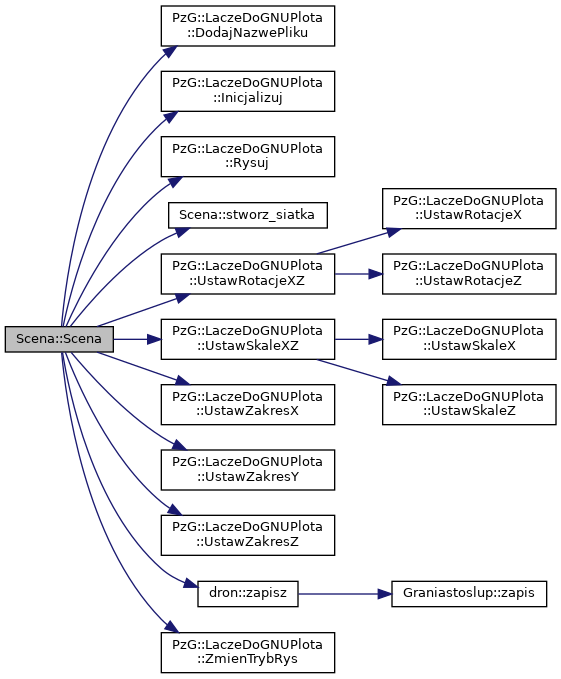 PzG::LaczeDoGNUPlota
::DodajNazwePliku
PzG::LaczeDoGNUPlota
::Inicjalizuj
PzG::LaczeDoGNUPlota
::Rysuj
Scena::stworz_siatka
PzG::LaczeDoGNUPlota
::UstawRotacjeX
PzG::LaczeDoGNUPlota
::UstawRotacjeXZ
PzG::LaczeDoGNUPlota
::UstawRotacjeZ
Scena::Scena
PzG::LaczeDoGNUPlota
::UstawSkaleXZ
PzG::LaczeDoGNUPlota
::UstawSkaleX
PzG::LaczeDoGNUPlota
::UstawZakresX
PzG::LaczeDoGNUPlota
::UstawSkaleZ
PzG::LaczeDoGNUPlota
::UstawZakresY
PzG::LaczeDoGNUPlota
::UstawZakresZ
dron::zapisz
Graniastoslup::zapis
PzG::LaczeDoGNUPlota
::ZmienTrybRys